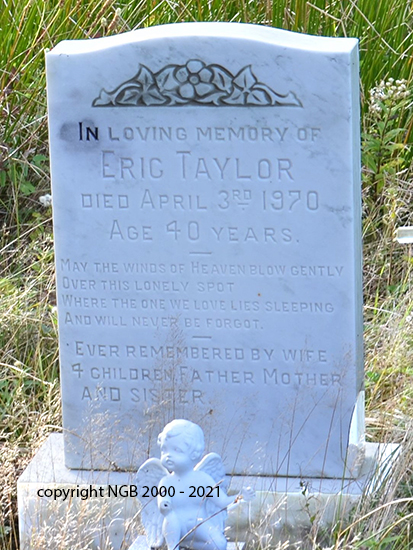 In loving memory of
Eric Taylor
died April 3rd 1970
Age 40 years.
May the winds of Heaven blow gently
Over this lonely spot
Where the one we love lies sleeping
And will never be forgot.
Ever remembered by wife
4 children Father Mother
and sister.
copyright NGB 2000 - 2021